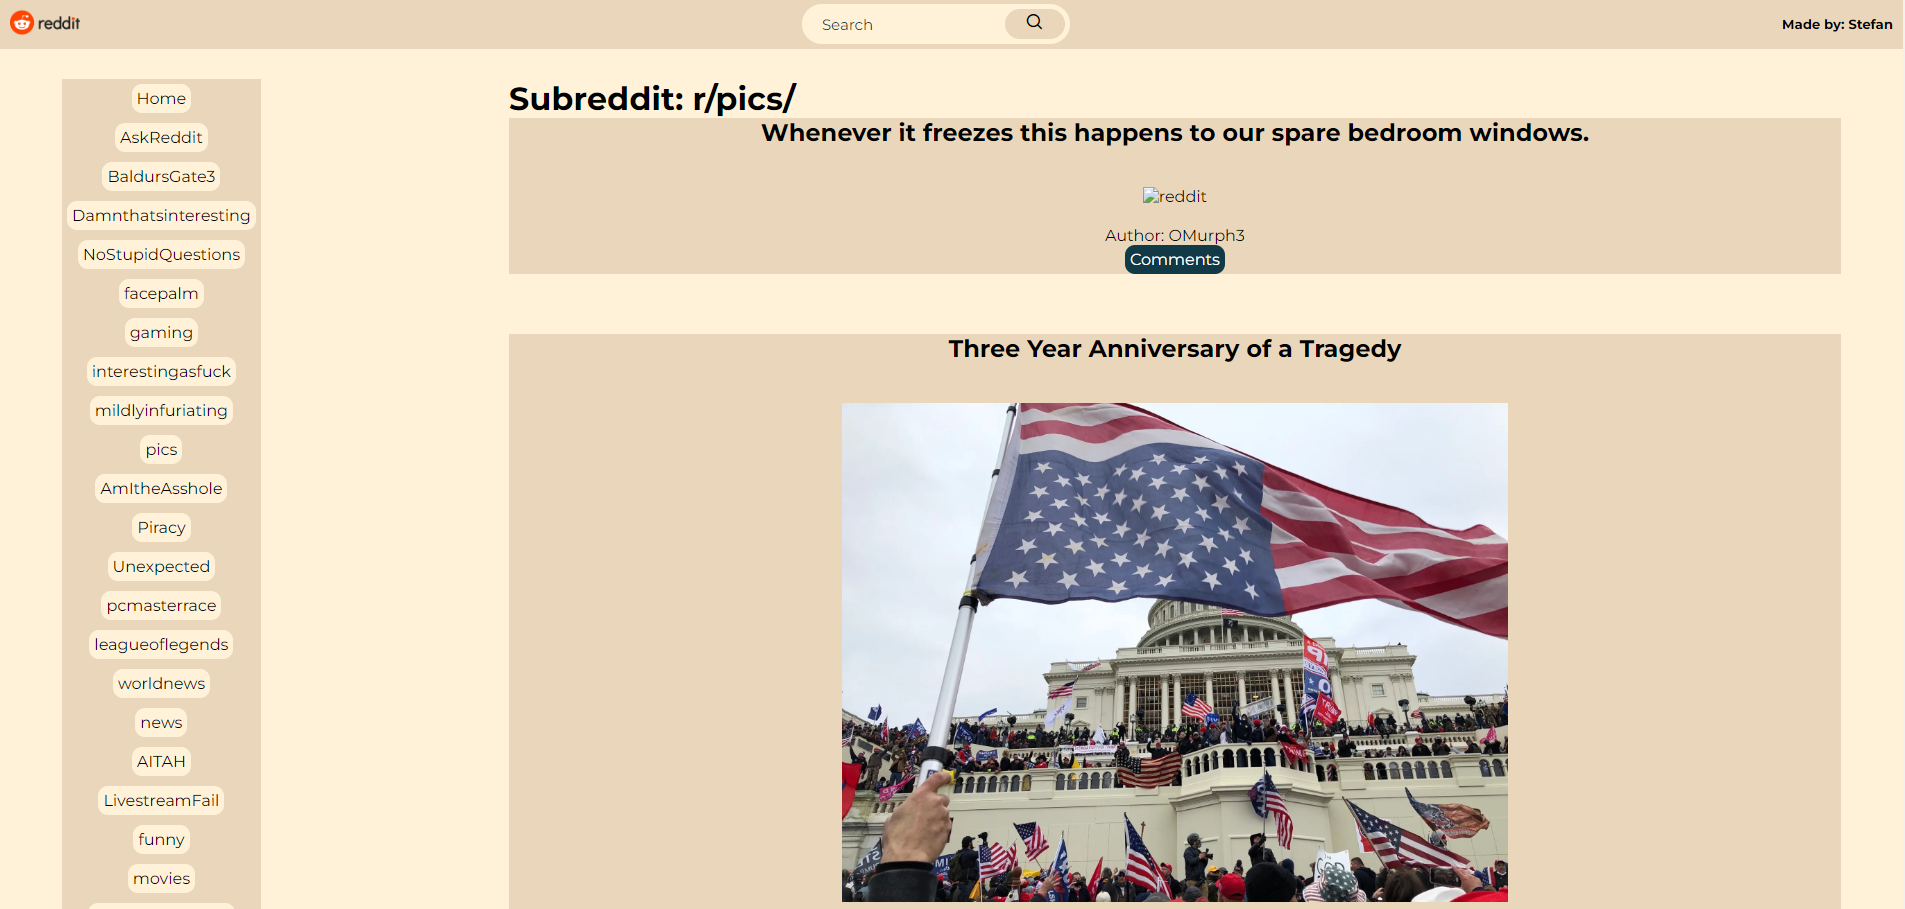 reddit
Search
Made by: Stefan
Home
AskReddit
BaldursGate3
Damnthatsinteresting
NoStupidQuestions
facepalm
gaming
interestingasfuck
mildlyinfuriating
pics
AmItheAsshole
Piracy
Unexpected
pcmasterrace
leagueoflegends
worldnews
news
AITAH
LivestreamFail
funny
movies
Subreddit: r/pics/
Whenever it freezes this happens to our spare bedroom windows.
reddit
Author: OMurph3
Comments
Three Year Anniversary of a Tragedy
TRUMP